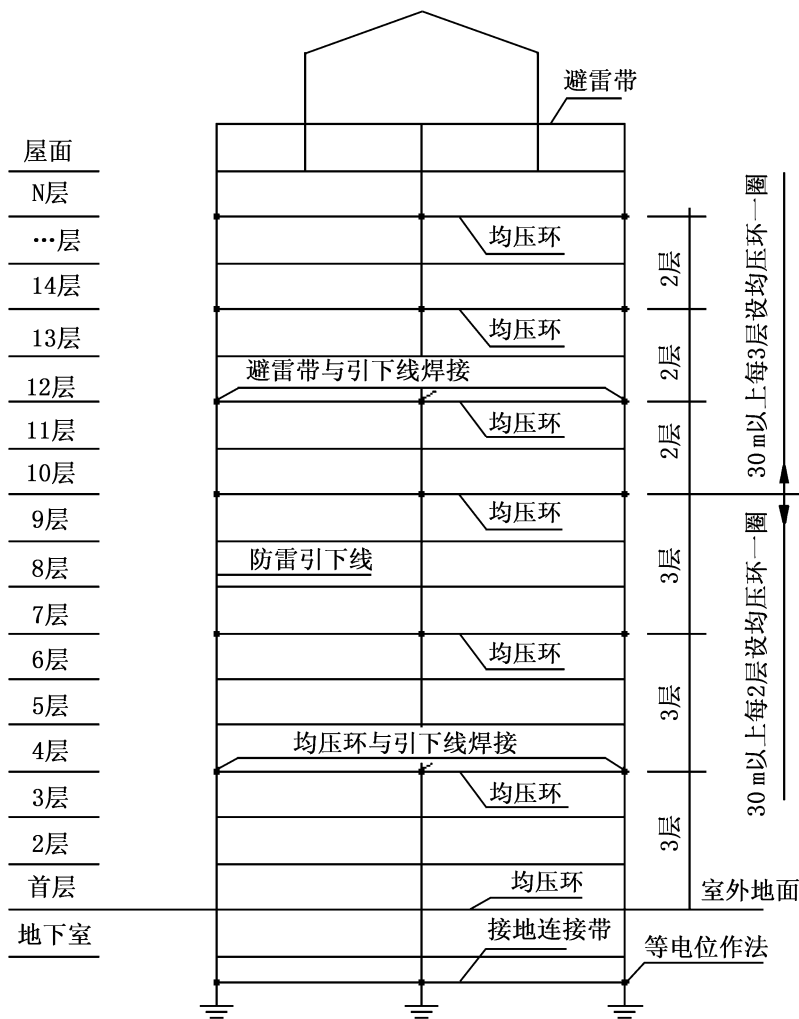 避雷带
屋面
N层
…层
均压环
2层
14层
13层
均压环
2层
避雷带与引下线焊接
12层
11层
均压环
2层
10层
30m以上每3层设均压环一圈
9层
均压环
防雷引下线
8层
3层
7层
6层
均压环
5层
3层
均压环与引下线焊接
4层
3层
均压环
30m以上每2层设均压环一圈
2层
3层
首层
均压环
室外地面
地下室
接地连接带
等电位作法